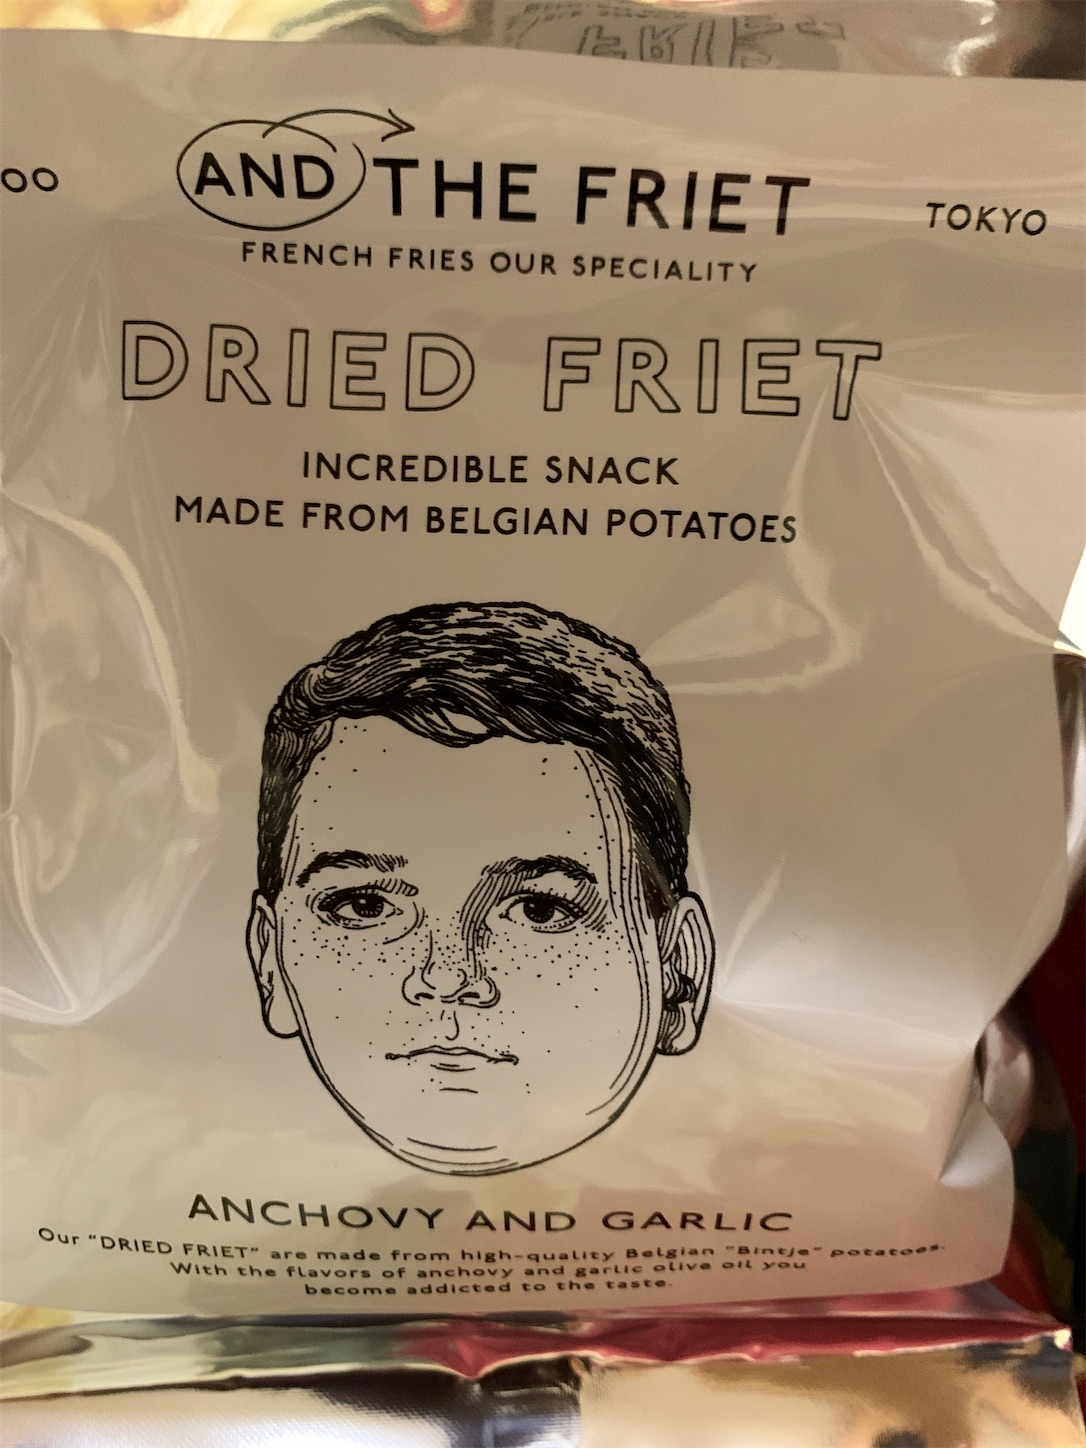 OO
AND THE FRIET
TOKYO
FRENCH FRIES OUR SPECIALITY
DRIED FRIET
INCREDIBLE SNACK
MADE FROM BELGIAN POTATOES
ANCHOVY AND GARLIC
Our "DRIED FRIET" are made from high-quality Belgian "Bintje" potatoes.
With the flavors of anchovy and garlic olive oil you
become addicted to the taste.